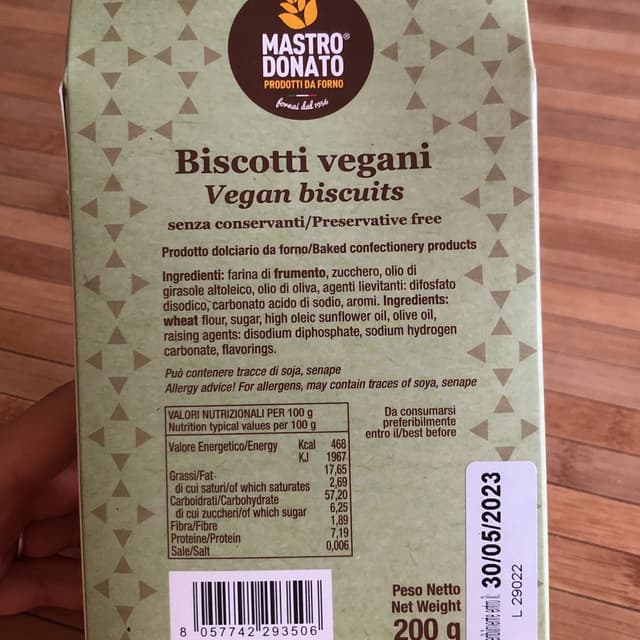 MASTRO®
DONATO
PRODOTTI DA FORNO
fornai dal 1956
Biscotti vegani
Vegan biscuits
senza conservanti/Preservative free
Prodotto dolciario da forno/Baked confectionery products
Ingredienti: farina di frumento, zucchero, olio di
girasole altoleico, olio di oliva, agenti lievitanti: difosfato
disodico, carbonato acido di sodio, aromi. Ingredients:
wheat flour, sugar, high oleic sunflower oil, olive oil,
raising agents: disodium diphosphate, sodium hydrogen
carbonate, flavorings.
Può contenere tracce di soja, senape
Allergy advice! For allergens, may contain traces of soya, senape
VALORI NUTRIZIONALI PER 100 g
Nutrition typical values per 100 g
Valore Energetico/Energy Kcal 468
KJ 1967
Grassi/Fat 17,65
di cui saturi/of which saturates 2,69
Carboidrati/Carbohydrate 57,20
di cui zuccheri/of which sugar 6,25
Fibra/Fibre 1,89
Proteine/Protein 7,19
Sale/Salt 0,006
Da consumarsi
preferibilmente
entro il/best before
30/05/2023
L 29022
Peso Netto
Net Weight
200 g
8 057742 293506